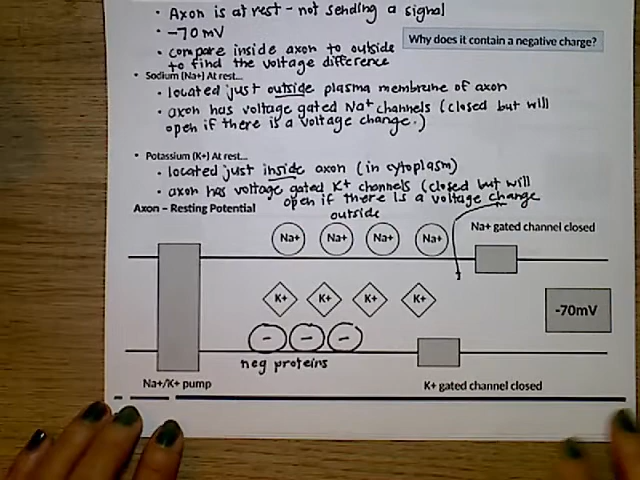 • Axon is at rest - not sending a signal
• -70 mV
• compare inside axon to outside
to find the voltage difference
Why does it contain a negative charge?
• Sodium (Na+) At rest...
• located just outside plasma membrane of axon
• axon has voltage gated Na+ channels (closed but will
open if there is a voltage change.)
• Potassium (K+) At rest...
• located just inside axon (in cytoplasm)
• axon has voltage gated K+ channels (closed but will
open if there is a voltage change
Axon – Resting Potential
outside
Na+ gated channel closed
Na+ Na+ Na+ Na+
K+ K+ K+ K+
-70mV
- - -
neg proteins
Na+/K+ pump
K+ gated channel closed